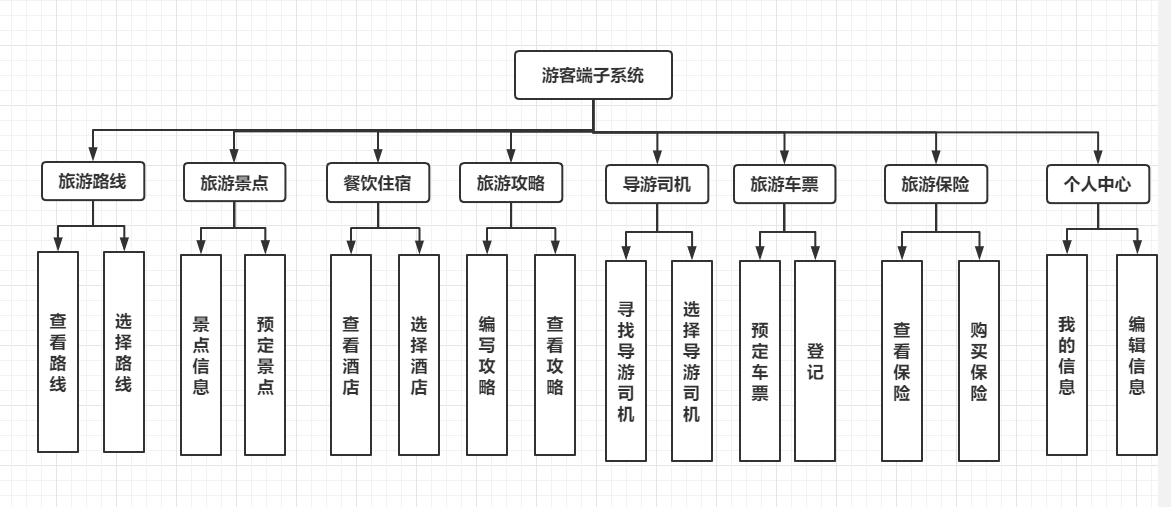 游客端子系统
旅游路线
旅游景点
餐饮住宿
旅游攻略
导游司机
旅游车票
旅游保险
个人中心
查看路线
选择路线
景点信息
预定景点
查看酒店
选择酒店
编写攻略
查看攻略
寻找导游司机
选择导游司机
预定车票
登记
查看保险
购买保险
我的信息
编辑信息